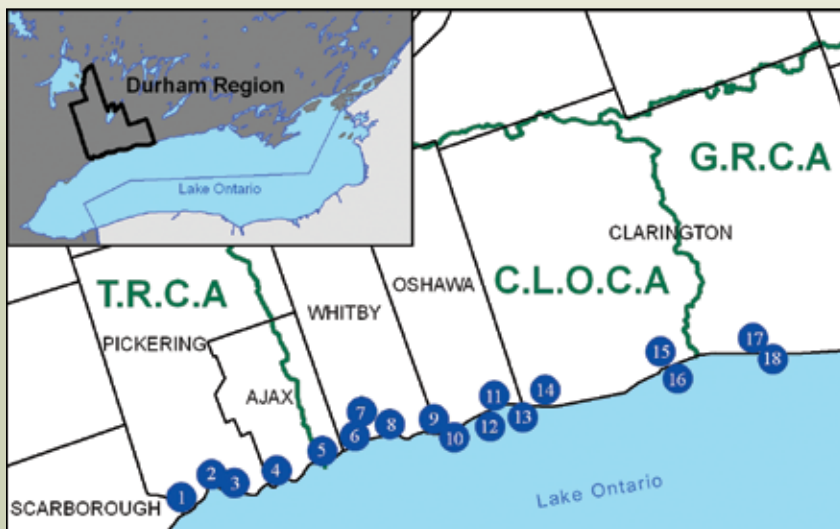 Durham Region
Lake Ontario
G.R.C.A
CLARINGTON
C.L.O.C.A
OSHAWA
WHITBY
T.R.C.A
PICKERING
AJAX
SCARBOROUGH
1
2
3
4
5
6
7
8
9
10
11
12
13
14
15
16
17
18
Lake Ontario